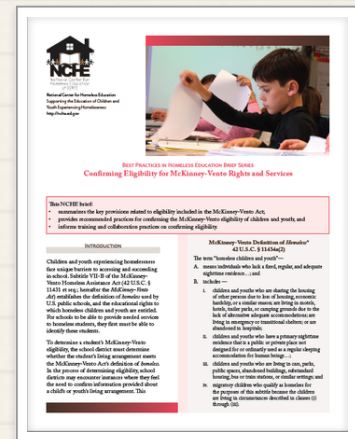 NCHE
National Center for Homeless Education
Supporting the Education of Children and
Youth Experiencing Homelessness
http://nche.ed.gov
BEST PRACTICES IN HOMELESS EDUCATION BRIEF SERIES
Confirming Eligibility for McKinney-Vento Rights and Services
This NCHE brief:
• summarizes the key provisions related to eligibility included in the McKinney-Vento Act;
• provides recommended practices for confirming the McKinney-Vento eligibility of children and youth; and
• informs training and collaboration practices on confirming eligibility.
INTRODUCTION
Children and youth experiencing homelessness
face unique barriers to accessing and succeeding
in school. Subtitle VII-B of the McKinney-
Vento Homeless Assistance Act (42 U.S.C. §
11431 et seq.; hereafter the McKinney-Vento
Act) establishes the definition of homeless used by
U.S. public schools, and the educational rights to
which homeless children and youth are entitled.
For schools to be able to provide needed services
to homeless students, they first must be able to
identify these students.
To determine a student's McKinney-Vento
eligibility, the school district must determine
whether the student's living arrangement meets
the McKinney-Vento Act's definition of homeless.
In the process of determining eligibility, school
districts may encounter instances where they feel
the need to confirm information provided about
a child's or youth's living arrangement. This
McKinney-Vento Definition of Homeless
42 U.S.C. § 11434a(2)
The term "homeless children and youth"—
A. means individuals who lack a fixed, regular, and adequate
nighttime residence...; and
B. includes —
i. children and youths who are sharing the housing
of other persons due to loss of housing, economic
hardship, or a similar reason; are living in motels,
hotels, trailer parks, or camping grounds due to the
lack of alternative adequate accommodations; are
living in emergency or transitional shelters; or are
abandoned in hospitals;
ii. children and youths who have a primary nighttime
residence that is a public or private place not
designed for or ordinarily used as a regular sleeping
accommodation for human beings...;
iii. children and youths who are living in cars, parks,
public spaces, abandoned buildings, substandard
housing, bus or train stations, or similar settings; and
iv. migratory children who qualify as homeless for
the purposes of this subtitle because the children
are living in circumstances described in clauses (i)
through (iii).